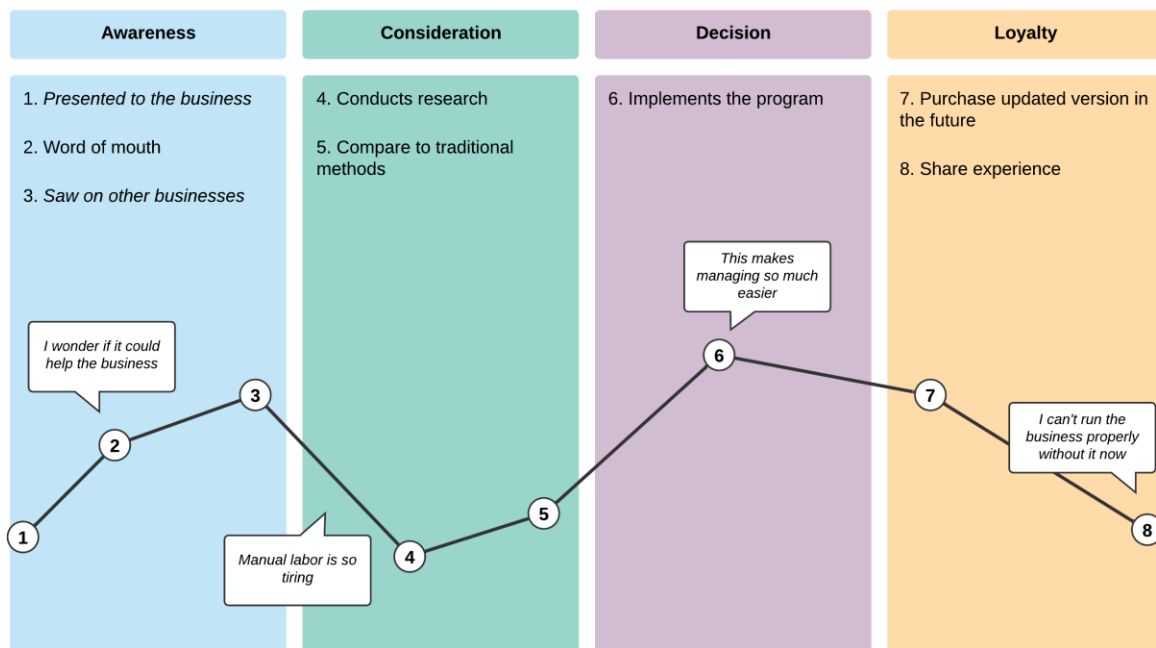 Awareness
Consideration
Decision
Loyalty
1. Presented to the business
2. Word of mouth
3. Saw on other businesses
4. Conducts research
5. Compare to traditional
methods
6. Implements the program
7. Purchase updated version in
the future
8. Share experience
I wonder if it could
help the business
Manual labor is so
tiring
This makes
managing so much
easier
I can't run the
business properly
without it now
1
2
3
4
5
6
7
8